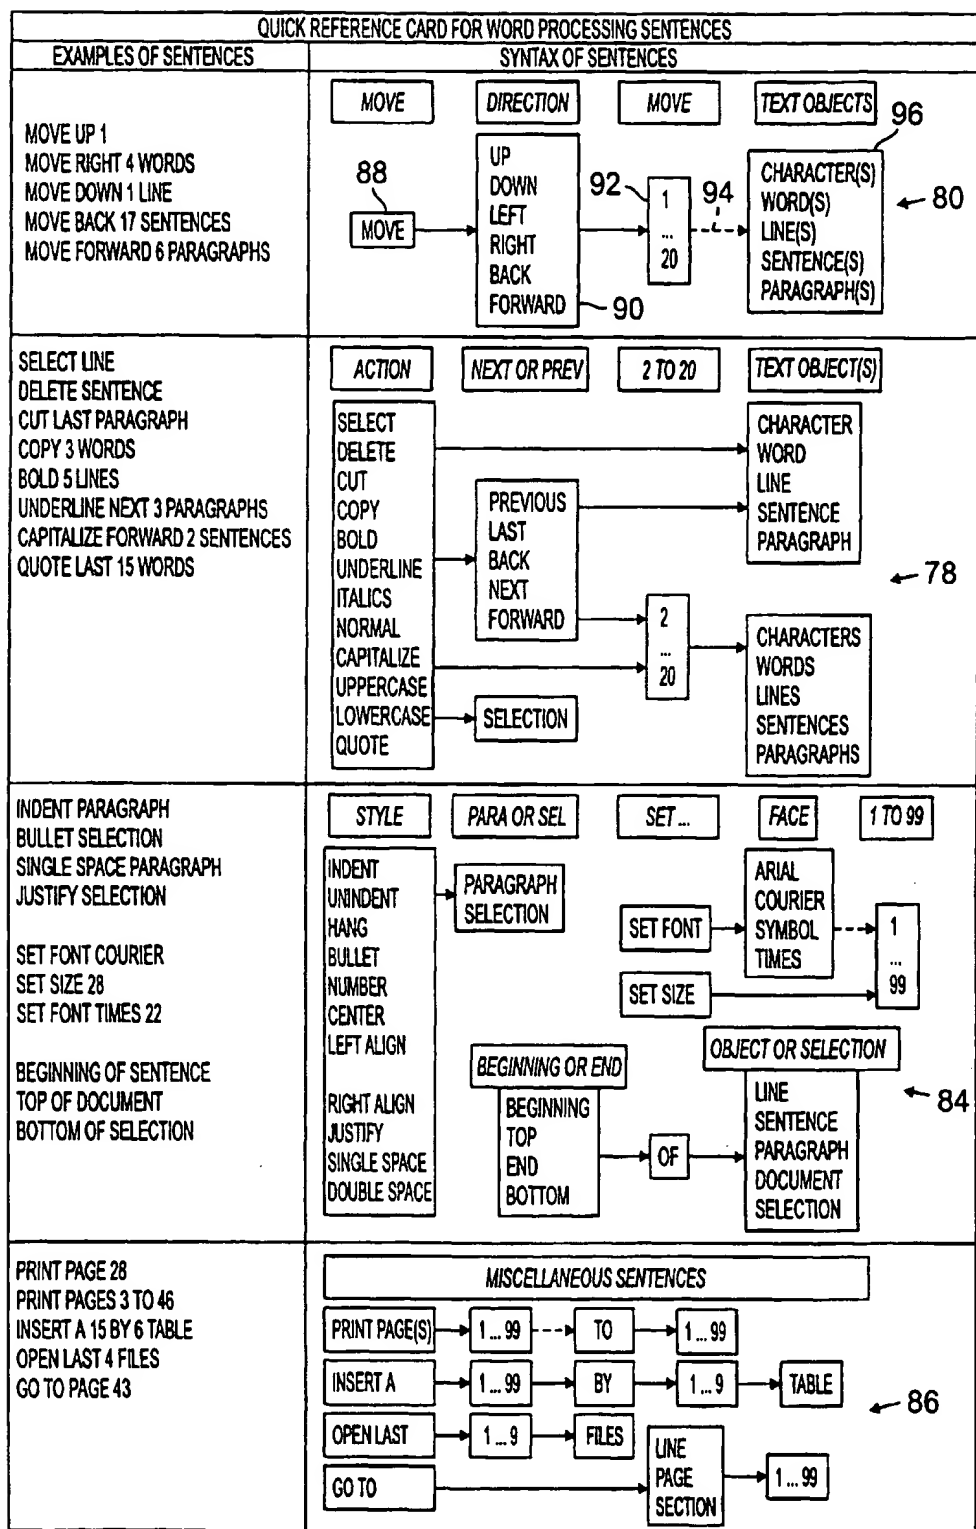 QUICK REFERENCE CARD FOR WORD PROCESSING SENTENCES
EXAMPLES OF SENTENCES
SYNTAX OF SENTENCES
MOVE UP 1
MOVE RIGHT 4 WORDS
MOVE DOWN 1 LINE
MOVE BACK 17 SENTENCES
MOVE FORWARD 6 PARAGRAPHS
MOVE
DIRECTION
MOVE
TEXT OBJECTS
88
MOVE
UP
DOWN
LEFT
RIGHT
BACK
FORWARD
90
92
1
...
20
94
96
CHARACTER(S)
WORD(S)
LINE(S)
SENTENCE(S)
PARAGRAPH(S)
80
SELECT LINE
DELETE SENTENCE
CUT LAST PARAGRAPH
COPY 3 WORDS
BOLD 5 LINES
UNDERLINE NEXT 3 PARAGRAPHS
CAPITALIZE FORWARD 2 SENTENCES
QUOTE LAST 15 WORDS
ACTION
NEXT OR PREV
2 TO 20
TEXT OBJECT(S)
SELECT
DELETE
CUT
COPY
BOLD
UNDERLINE
ITALICS
NORMAL
CAPITALIZE
UPPERCASE
LOWERCASE
QUOTE
PREVIOUS
LAST
BACK
NEXT
FORWARD
SELECTION
2
...
20
CHARACTER
WORD
LINE
SENTENCE
PARAGRAPH
78
CHARACTERS
WORDS
LINES
SENTENCES
PARAGRAPHS
INDENT PARAGRAPH
BULLET SELECTION
SINGLE SPACE PARAGRAPH
JUSTIFY SELECTION
SET FONT COURIER
SET SIZE 28
SET FONT TIMES 22
BEGINNING OF SENTENCE
TOP OF DOCUMENT
BOTTOM OF SELECTION
STYLE
PARA OR SEL
SET ...
FACE
1 TO 99
INDENT
UNINDENT
HANG
BULLET
NUMBER
CENTER
LEFT ALIGN
RIGHT ALIGN
JUSTIFY
SINGLE SPACE
DOUBLE SPACE
PARAGRAPH
SELECTION
SET FONT
SET SIZE
ARIAL
COURIER
SYMBOL
TIMES
1
...
99
BEGINNING OR END
BEGINNING
TOP
END
BOTTOM
OF
OBJECT OR SELECTION
LINE
SENTENCE
PARAGRAPH
DOCUMENT
SELECTION
84
PRINT PAGE 28
PRINT PAGES 3 TO 46
INSERT A 15 BY 6 TABLE
OPEN LAST 4 FILES
GO TO PAGE 43
MISCELLANEOUS SENTENCES
PRINT PAGE(S) 1 ... 99 TO 1 ... 99
INSERT A 1 ... 99 BY 1 ... 9 TABLE
OPEN LAST 1 ... 9 FILES
GO TO
LINE
PAGE
SECTION
1 ... 99
86